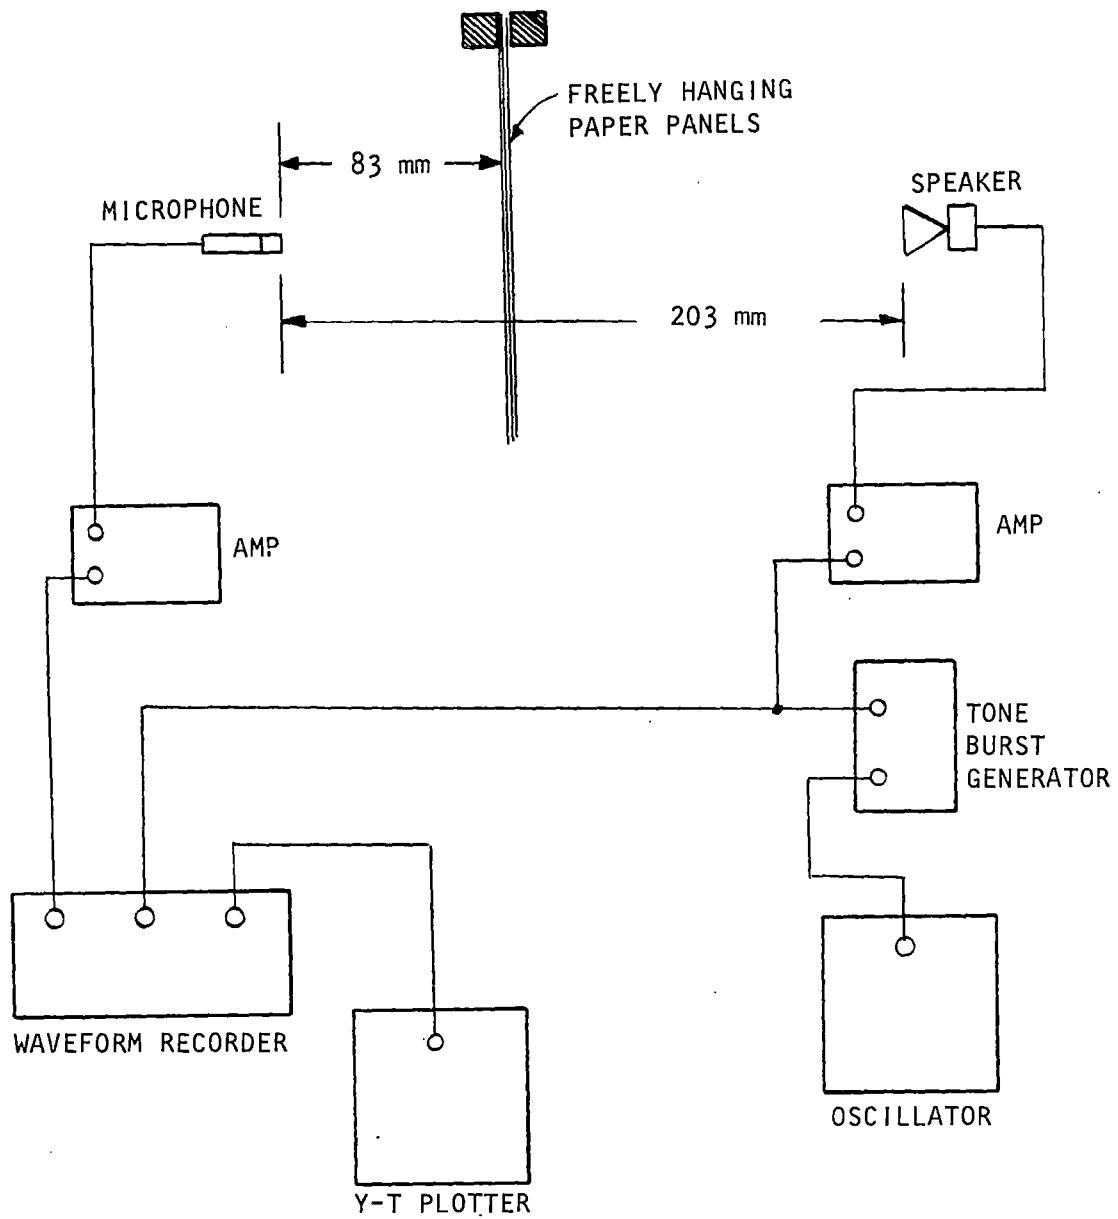 FREELY HANGING
PAPER PANELS
83 mm
SPEAKER
MICROPHONE
203 mm
AMP
AMP
TONE
BURST
GENERATOR
WAVEFORM RECORDER
OSCILLATOR
Y-T PLOTTER